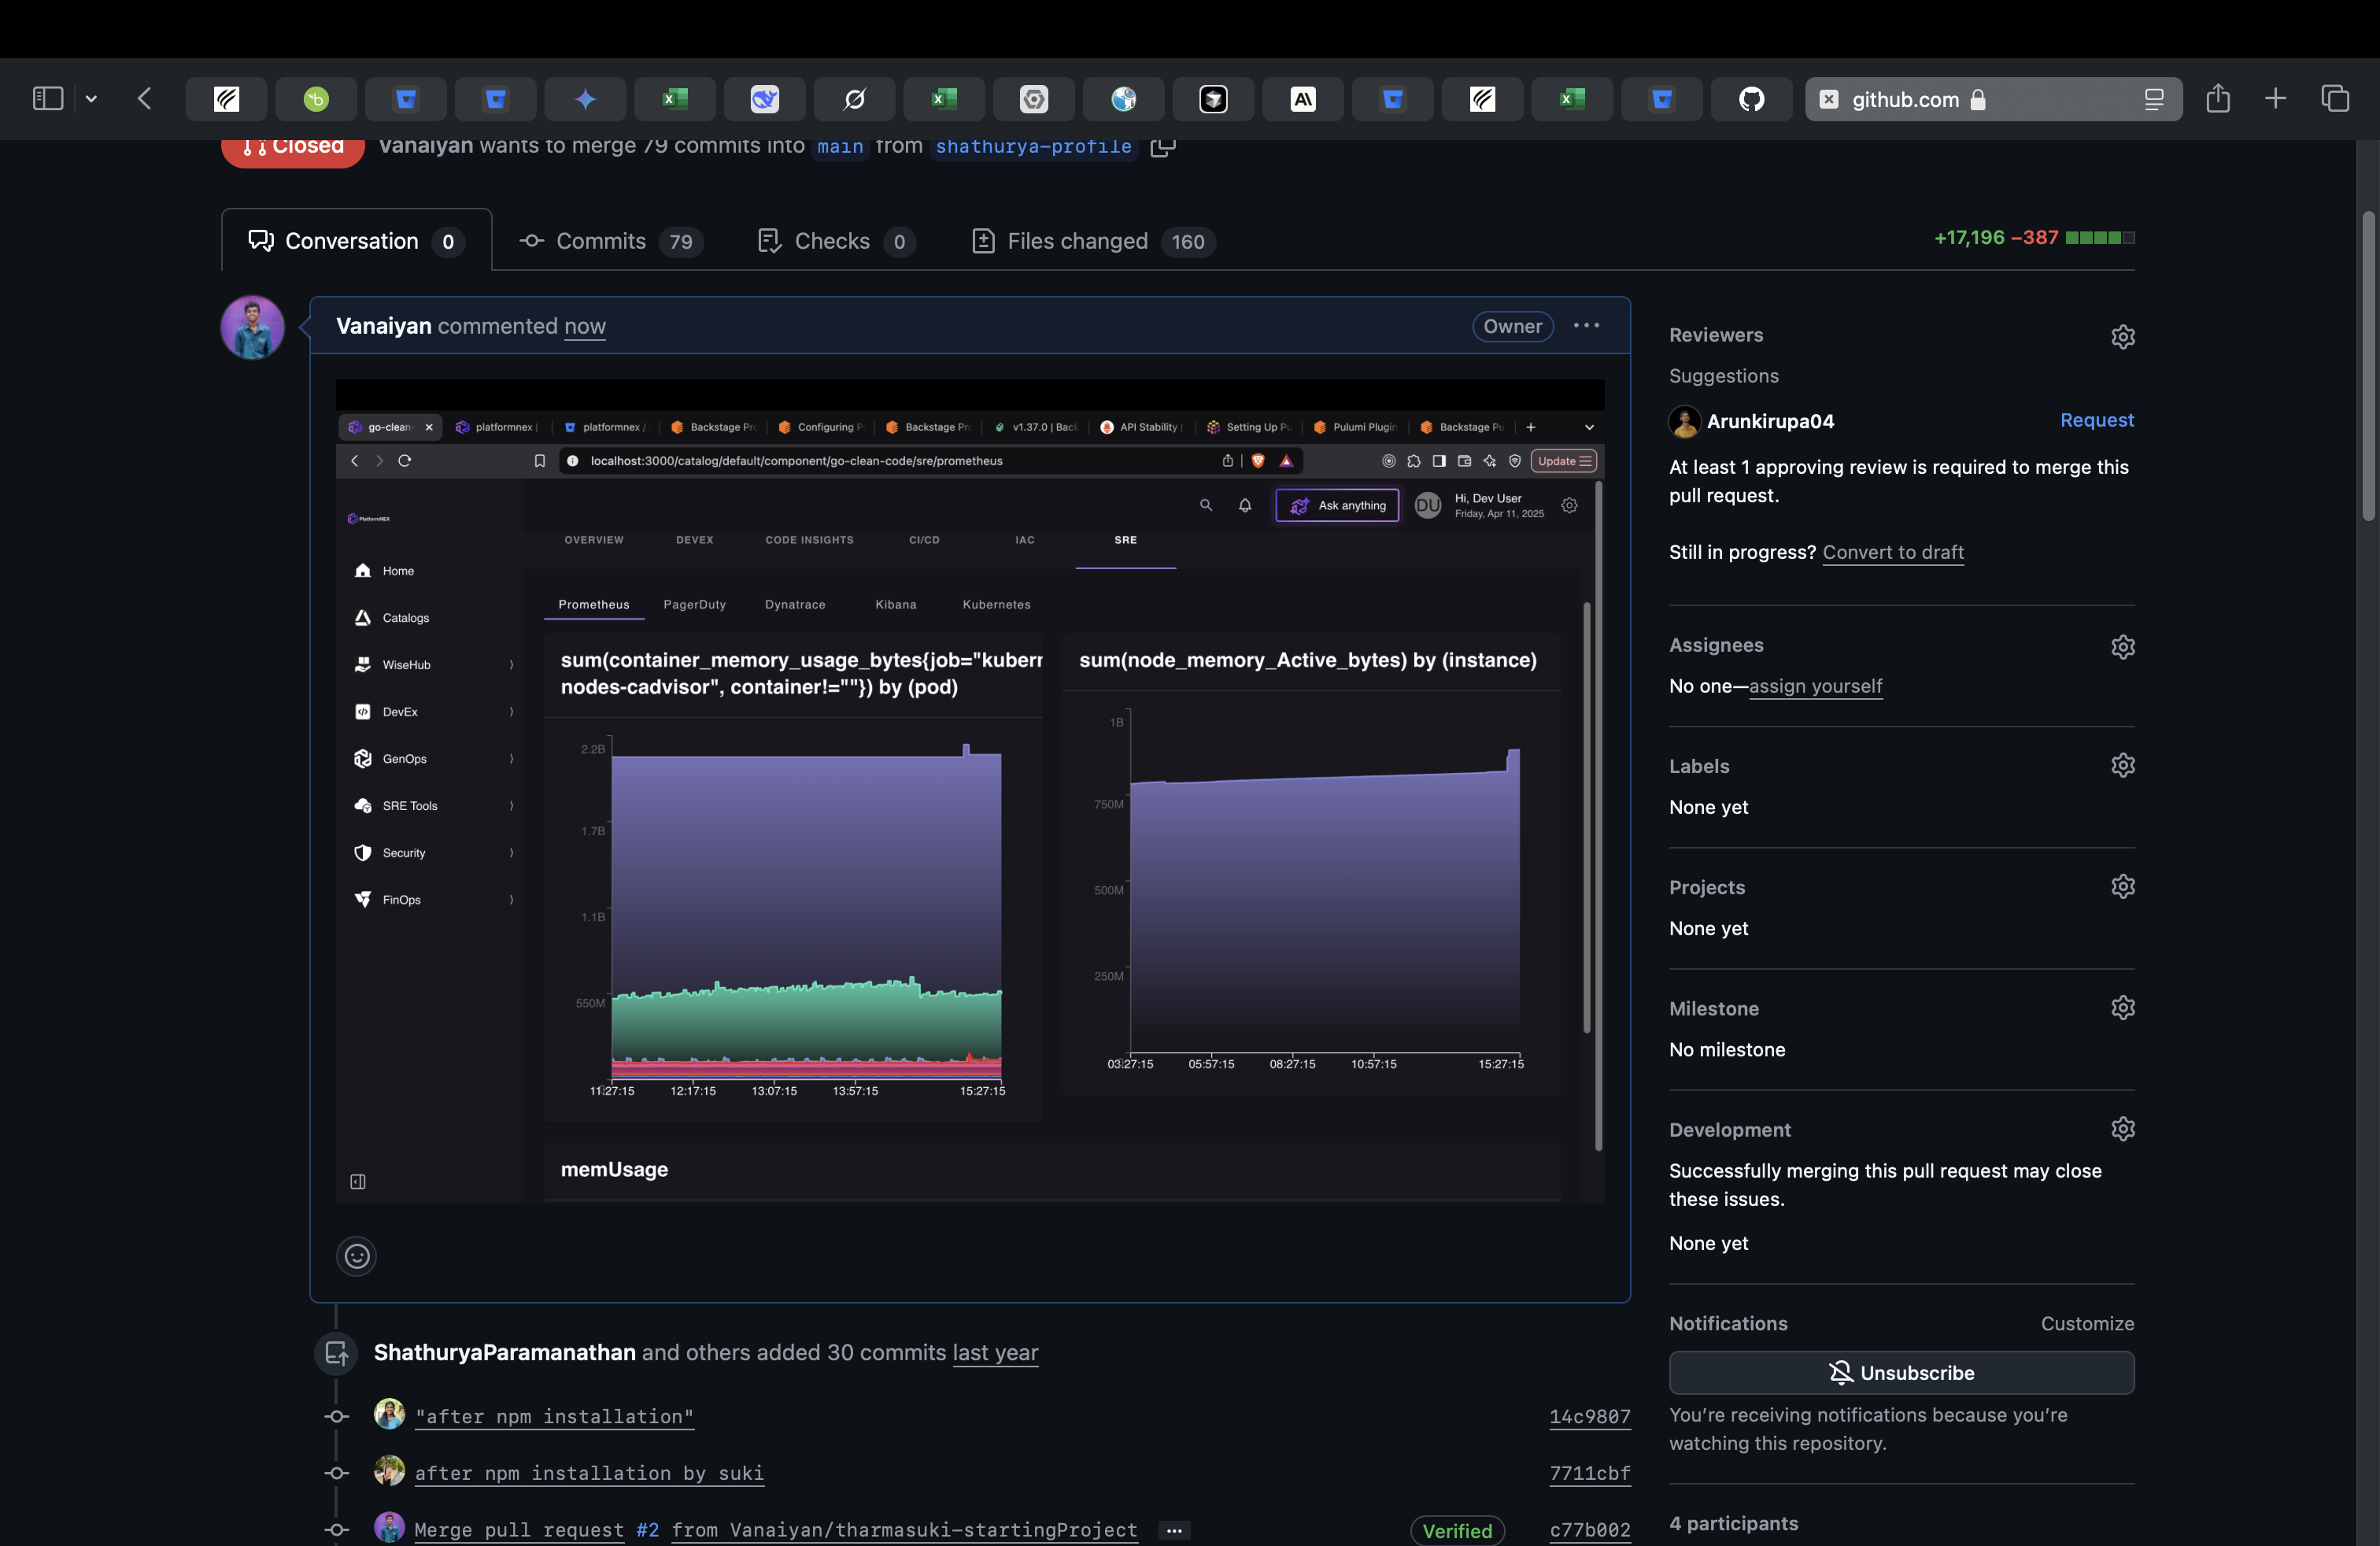 github.com
Closed
Vanaiyan wants to merge 79 commits into main from shathurya-profile
Conversation 0
Commits 79
Checks 0
Files changed 160
+17,196 −387
Vanaiyan commented now
Owner
go-clean-
platformnex |
platformnex /
Backstage Pro
Configuring P
Backstage Pro
v1.37.0 | Back
API Stability |
Setting Up Pu
Pulumi Plugin
Backstage Pu
localhost:3000/catalog/default/component/go-clean-code/sre/prometheus
Update
PlatformNEX
Ask anything
DU
Hi, Dev User
Friday, Apr 11, 2025
OVERVIEW
DEVEX
CODE INSIGHTS
CI/CD
IAC
SRE
Home
Catalogs
WiseHub
DevEx
GenOps
SRE Tools
Security
FinOps
Prometheus
PagerDuty
Dynatrace
Kibana
Kubernetes
sum(container_memory_usage_bytes{job="kubern
nodes-cadvisor", container!=""}) by (pod)
2.2B
1.7B
1.1B
550M
11:27:15
12:17:15
13:07:15
13:57:15
15:27:15
sum(node_memory_Active_bytes) by (instance)
1B
750M
500M
250M
03:27:15
05:57:15
08:27:15
10:57:15
15:27:15
memUsage
ShathuryaParamanathan and others added 30 commits last year
"after npm installation"
14c9807
after npm installation by suki
7711cbf
Merge pull request #2 from Vanaiyan/tharmasuki-startingProject
Verified
c77b002
Reviewers
Suggestions
Arunkirupa04
Request
At least 1 approving review is required to merge this
pull request.
Still in progress? Convert to draft
Assignees
No one—assign yourself
Labels
None yet
Projects
None yet
Milestone
No milestone
Development
Successfully merging this pull request may close
these issues.
None yet
Notifications
Customize
Unsubscribe
You're receiving notifications because you're
watching this repository.
4 participants